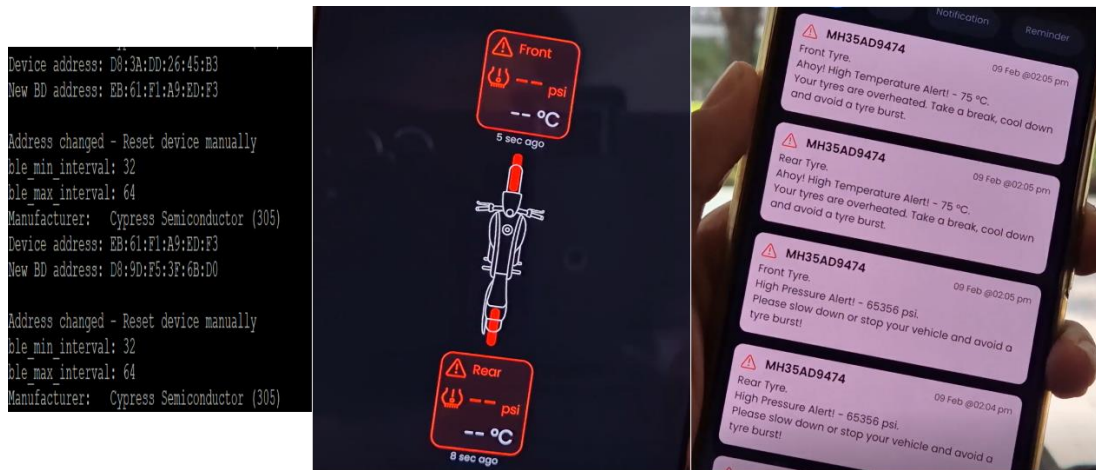 Device address: D8:3A:DD:26:45:B3
New BD address: EB:61:F1:A9:ED:F3
Address changed - Reset device manually
ble_min_interval: 32
ble_max_interval: 64
Manufacturer: Cypress Semiconductor (305)
Device address: EB:61:F1:A9:ED:F3
New BD address: D8:9D:F5:3F:6B:D0
Address changed - Reset device manually
ble_min_interval: 32
ble_max_interval: 64
Manufacturer: Cypress Semiconductor (305)
Front
-- psi
-- °C
5 sec ago
Rear
-- psi
-- °C
8 sec ago
Notification
Reminder
MH35AD9474
09 Feb @02:05 pm
Front Tyre.
Ahoy! High Temperature Alert! - 75 °C.
Your tyres are overheated. Take a break, cool down
and avoid a tyre burst.
MH35AD9474
09 Feb @02:05 pm
Rear Tyre.
Ahoy! High Temperature Alert! - 75 °C.
Your tyres are overheated. Take a break, cool down
and avoid a tyre burst.
MH35AD9474
09 Feb @02:05 pm
Front Tyre.
High Pressure Alert! - 65356 psi.
Please slow down or stop your vehicle and avoid a
tyre burst!
MH35AD9474
09 Feb @02:04 pm
Rear Tyre.
High Pressure Alert! - 65356 psi.
Please slow down or stop your vehicle and avoid a
tyre burst!